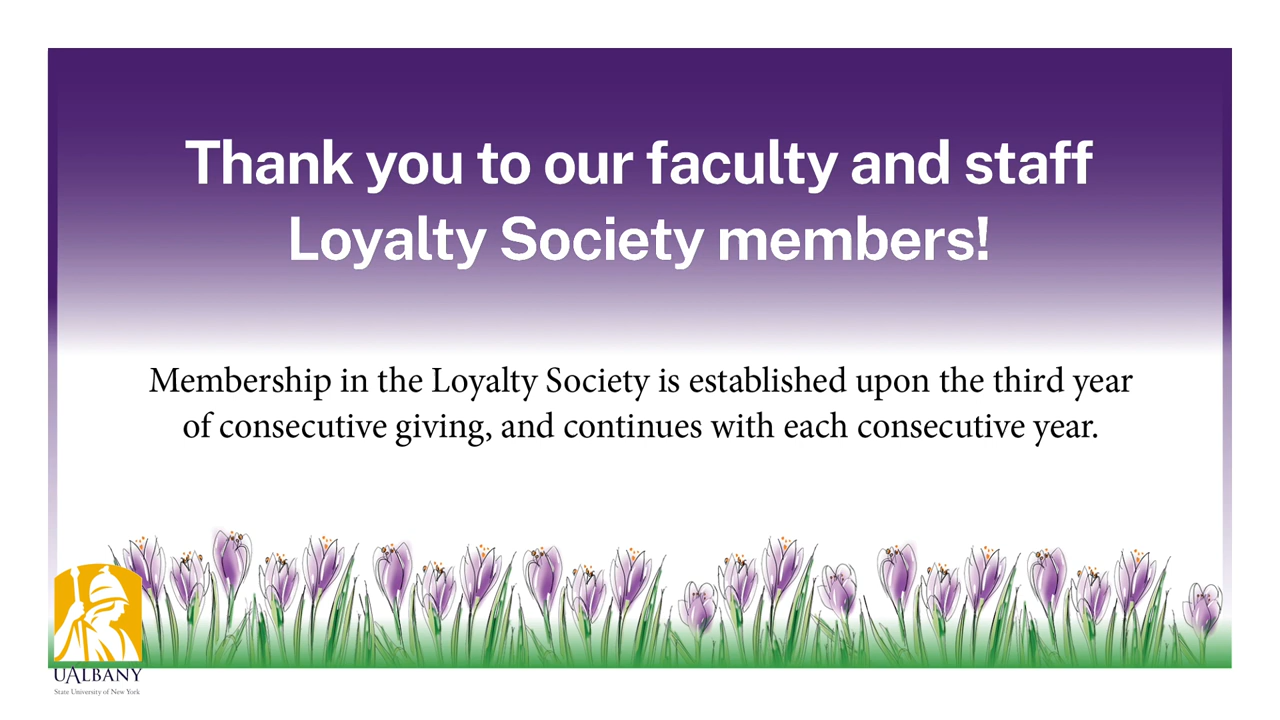 Thank you to our faculty and staff
Loyalty Society members!
Membership in the Loyalty Society is established upon the third year
of consecutive giving, and continues with each consecutive year.
UALBANY
State University of New York